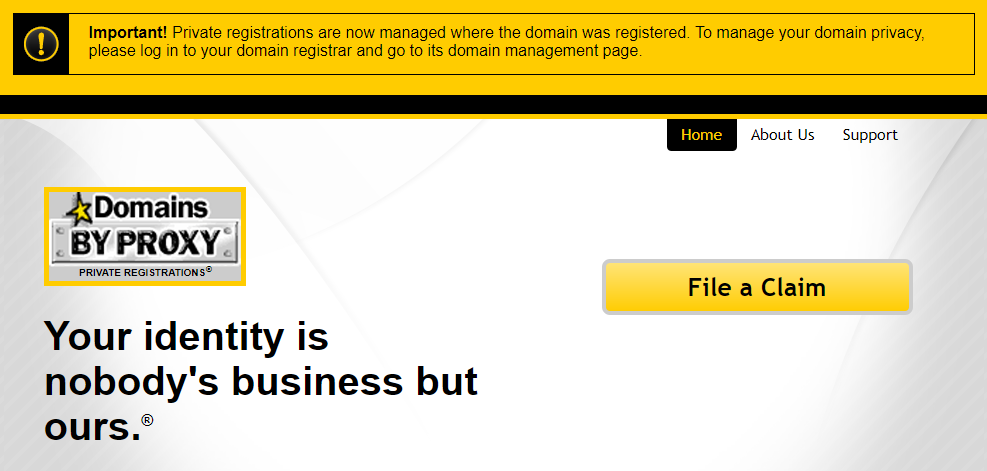 Important! Private registrations are now managed where the domain was registered. To manage your domain privacy,
please log in to your domain registrar and go to its domain management page.
Home About Us Support
Domains
BY PROXY
PRIVATE REGISTRATIONS®
File a Claim
Your identity is
nobody's business but
ours.®